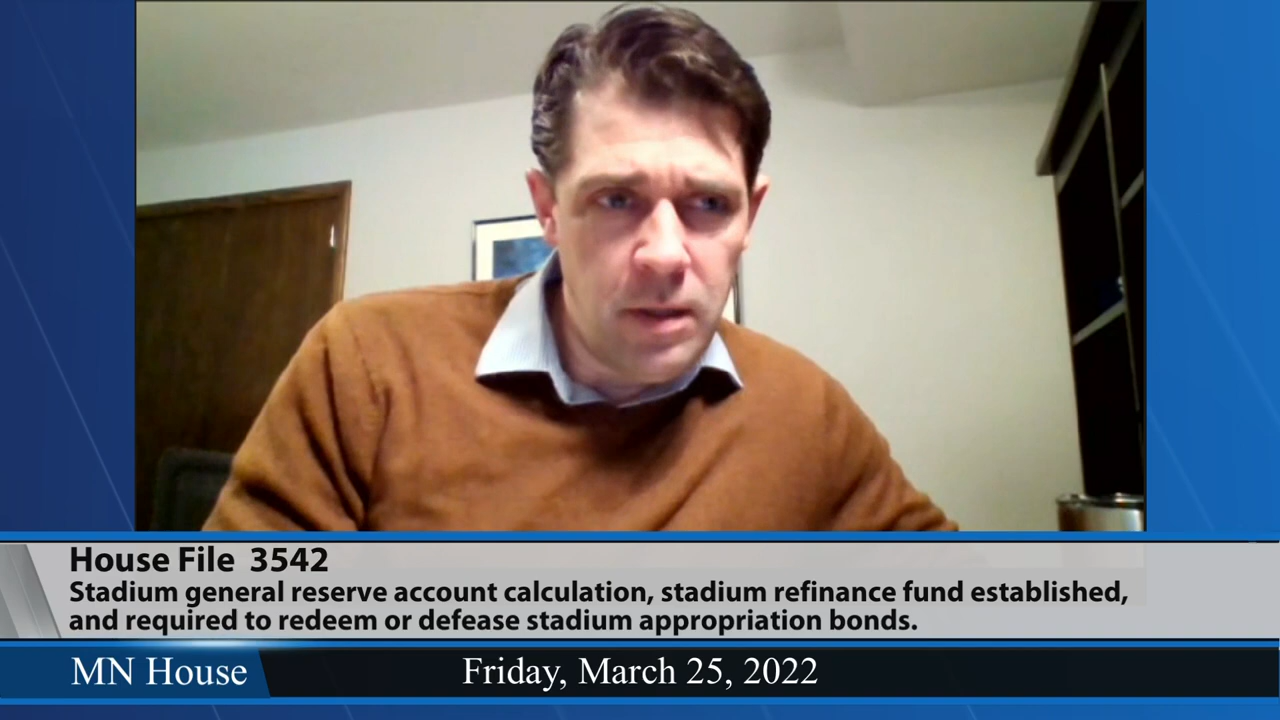 House File 3542
Stadium general reserve account calculation, stadium refinance fund established,
and required to redeem or defease stadium appropriation bonds.
MN House
Friday, March 25, 2022